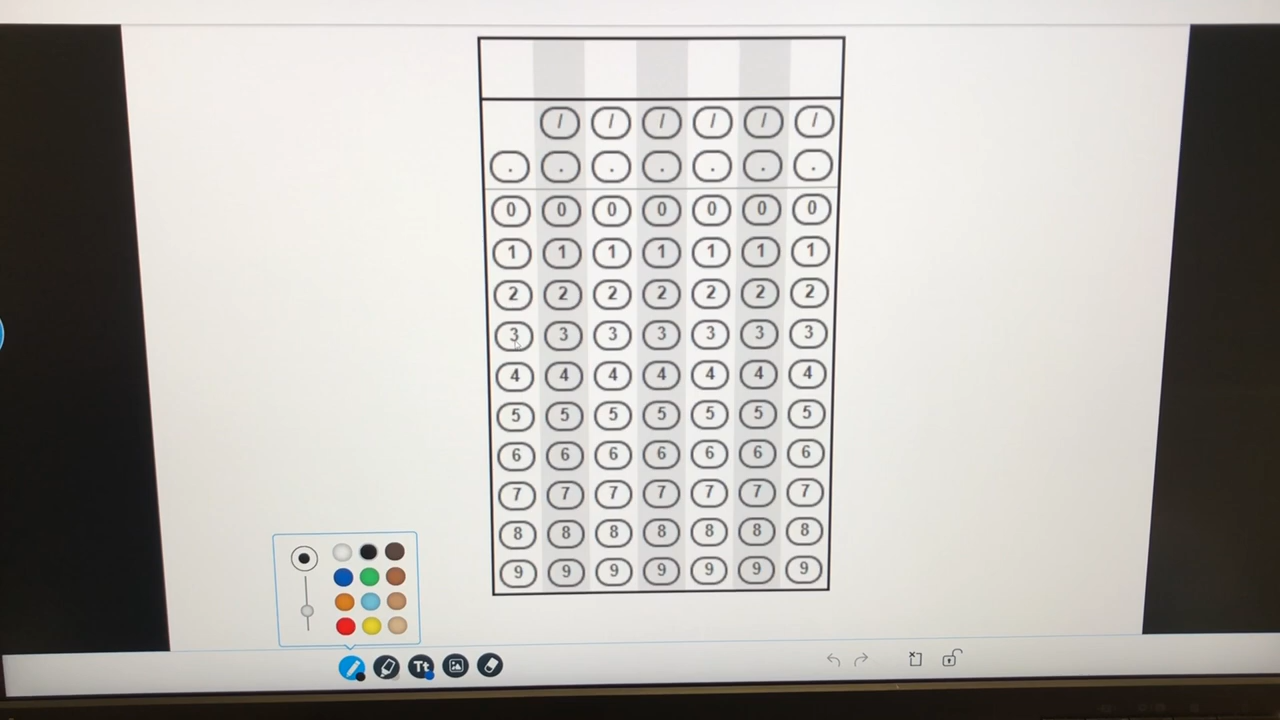 / / / / / /
. . . . . . .
0 0 0 0 0 0 0
1 1 1 1 1 1 1
2 2 2 2 2 2 2
3 3 3 3 3 3 3
4 4 4 4 4 4 4
5 5 5 5 5 5 5
6 6 6 6 6 6 6
7 7 7 7 7 7 7
8 8 8 8 8 8 8
9 9 9 9 9 9 9
Tt